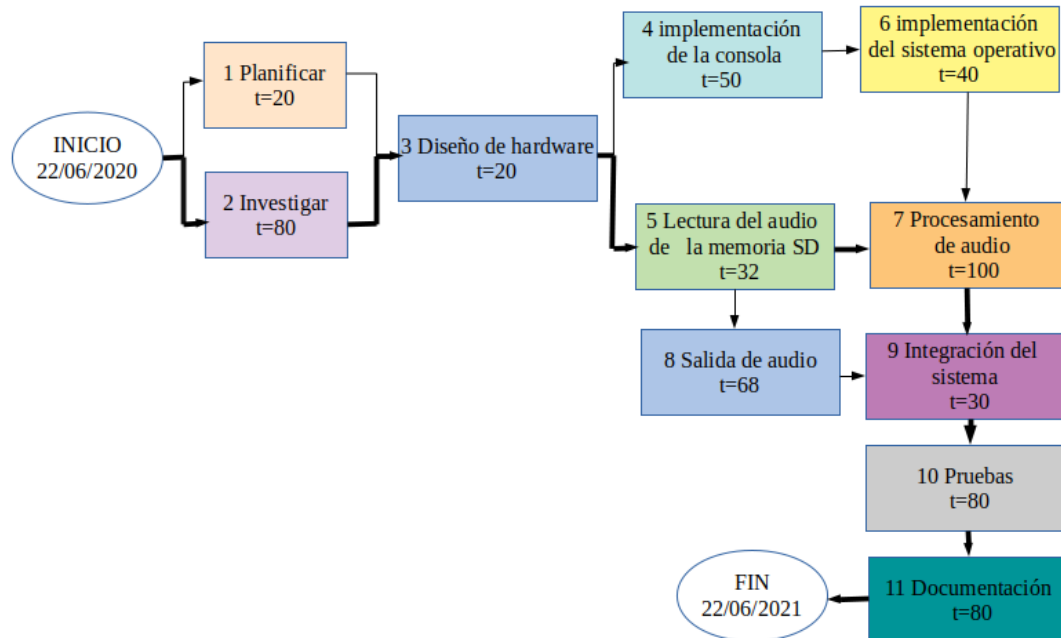 INICIO
22/06/2020
1 Planificar
t=20
2 Investigar
t=80
3 Diseño de hardware
t=20
4 implementación
de la consola
t=50
6 implementación
del sistema operativo
t=40
5 Lectura del audio
de la memoria SD
t=32
7 Procesamiento
de audio
t=100
8 Salida de audio
t=68
9 Integración del
sistema
t=30
10 Pruebas
t=80
11 Documentación
t=80
FIN
22/06/2021